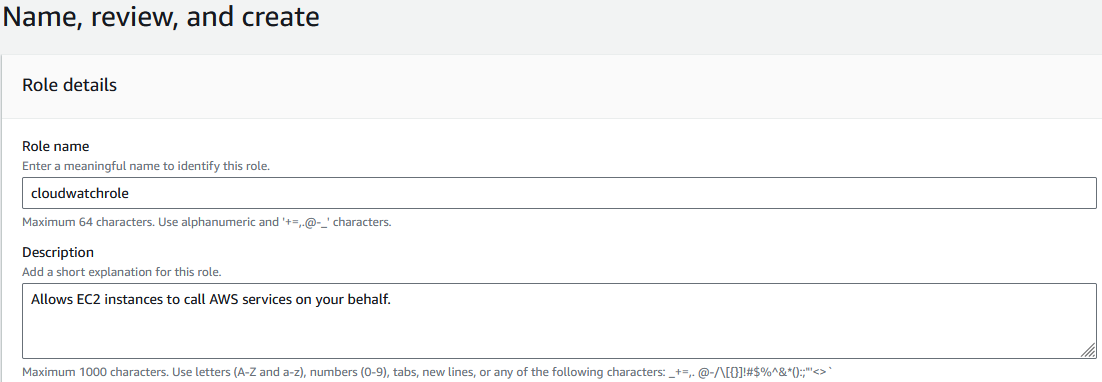 Name, review, and create
Role details
Role name
Enter a meaningful name to identify this role.
cloudwatchrole
Maximum 64 characters. Use alphanumeric and '+=,.@-_' characters.
Description
Add a short explanation for this role.
Allows EC2 instances to call AWS services on your behalf.
Maximum 1000 characters. Use letters (A-Z and a-z), numbers (0-9), tabs, new lines, or any of the following characters: _+=,. @-/\[{}]!#$%^&*();:"'<>`